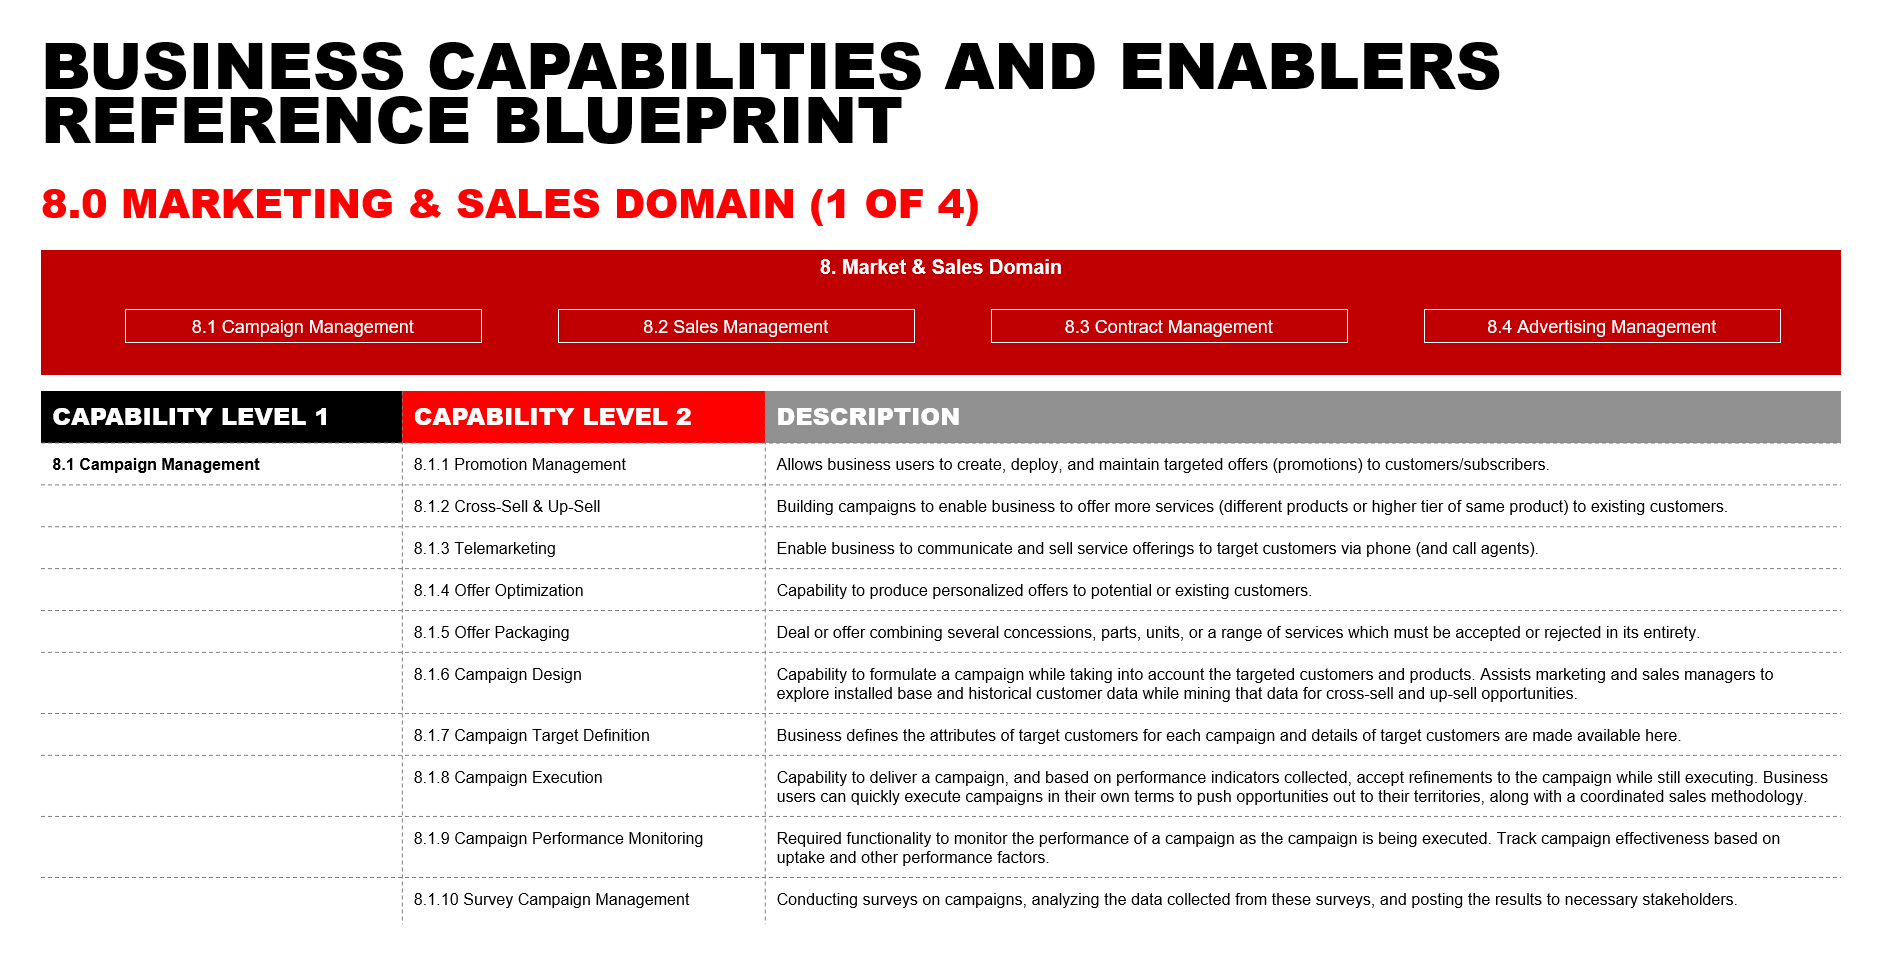 BUSINESS CAPABILITIES AND ENABLERS
REFERENCE BLUEPRINT
8.0 MARKETING & SALES DOMAIN (1 OF 4)
8. Market & Sales Domain
8.1 Campaign Management
8.2 Sales Management
8.3 Contract Management
8.4 Advertising Management
CAPABILITY LEVEL 1
CAPABILITY LEVEL 2
DESCRIPTION
8.1 Campaign Management
8.1.1 Promotion Management
Allows business users to create, deploy, and maintain targeted offers (promotions) to customers/subscribers.
8.1.2 Cross-Sell & Up-Sell
Building campaigns to enable business to offer more services (different products or higher tier of same product) to existing customers.
8.1.3 Telemarketing
Enable business to communicate and sell service offerings to target customers via phone (and call agents).
8.1.4 Offer Optimization
Capability to produce personalized offers to potential or existing customers.
8.1.5 Offer Packaging
Deal or offer combining several concessions, parts, units, or a range of services which must be accepted or rejected in its entirety.
8.1.6 Campaign Design
Capability to formulate a campaign while taking into account the targeted customers and products. Assists marketing and sales managers to
explore installed base and historical customer data while mining that data for cross-sell and up-sell opportunities.
8.1.7 Campaign Target Definition
Business defines the attributes of target customers for each campaign and details of target customers are made available here.
8.1.8 Campaign Execution
Capability to deliver a campaign, and based on performance indicators collected, accept refinements to the campaign while still executing. Business
users can quickly execute campaigns in their own terms to push opportunities out to their territories, along with a coordinated sales methodology.
8.1.9 Campaign Performance Monitoring
Required functionality to monitor the performance of a campaign as the campaign is being executed. Track campaign effectiveness based on
uptake and other performance factors.
8.1.10 Survey Campaign Management
Conducting surveys on campaigns, analyzing the data collected from these surveys, and posting the results to necessary stakeholders.